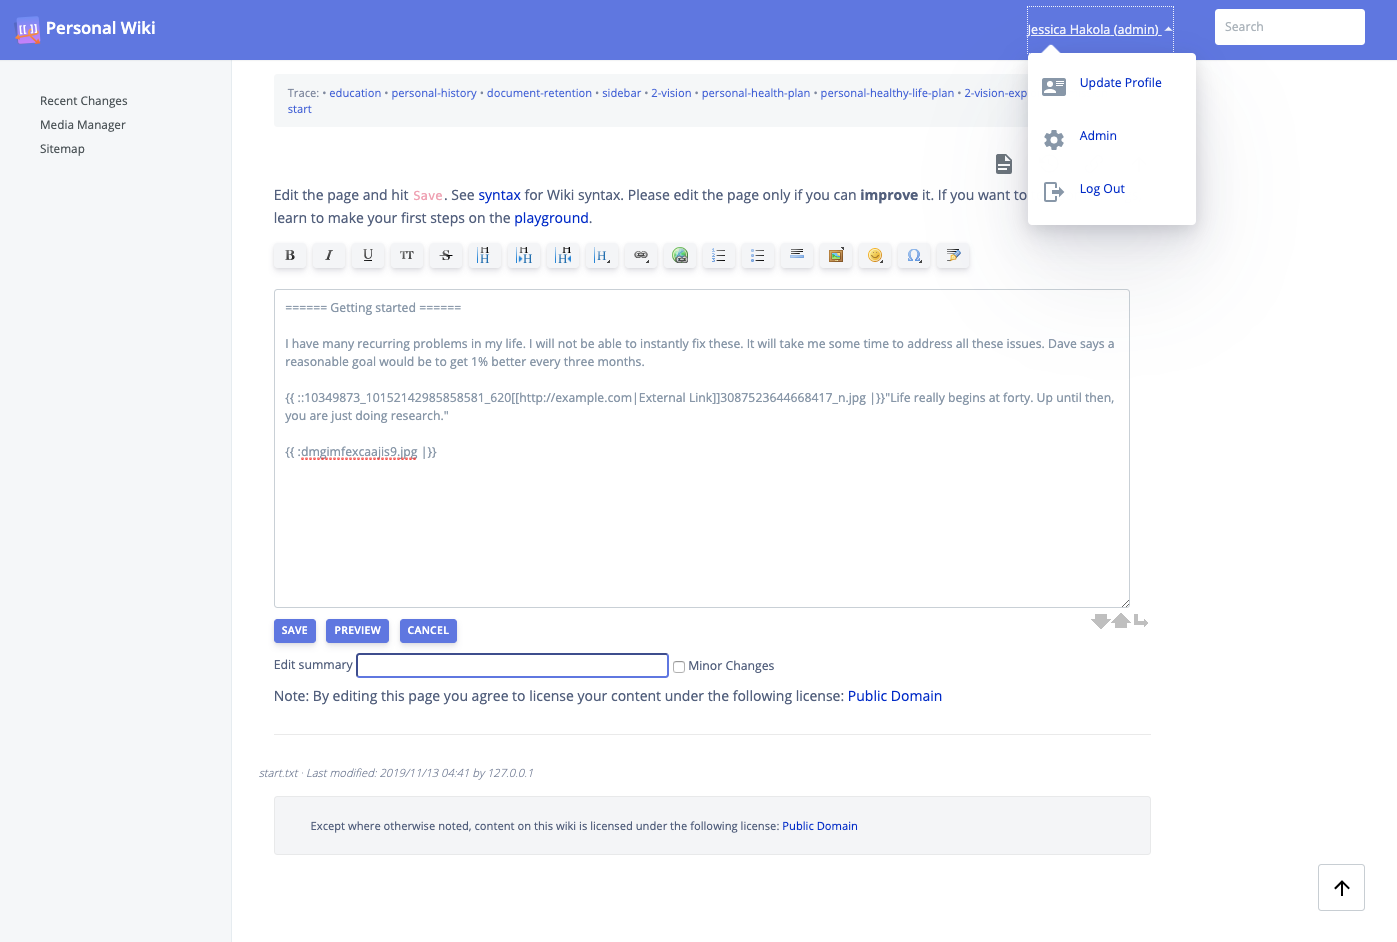 Personal Wiki
Jessica Hakola (admin)
Search
Update Profile
Admin
Log Out
Recent Changes
Media Manager
Sitemap
Trace: • education • personal-history • document-retention • sidebar • 2-vision • personal-health-plan • personal-healthy-life-plan • 2-vision-exp
start
Edit the page and hit Save. See syntax for Wiki syntax. Please edit the page only if you can improve it. If you want to
learn to make your first steps on the playground.
B I U TT S H H H H H H H Ω
====== Getting started ======
I have many recurring problems in my life. I will not be able to instantly fix these. It will take me some time to address all these issues. Dave says a
reasonable goal would be to get 1% better every three months.
{{ ::10349873_10152142985858581_620[[http://example.com|External Link]]3087523644668417_n.jpg |}}"Life really begins at forty. Up until then,
you are just doing research."
{{ :dmgimfexcaajis9.jpg |}}
SAVE PREVIEW CANCEL
Edit summary Minor Changes
Note: By editing this page you agree to license your content under the following license: Public Domain
start.txt · Last modified: 2019/11/13 04:41 by 127.0.0.1
Except where otherwise noted, content on this wiki is licensed under the following license: Public Domain